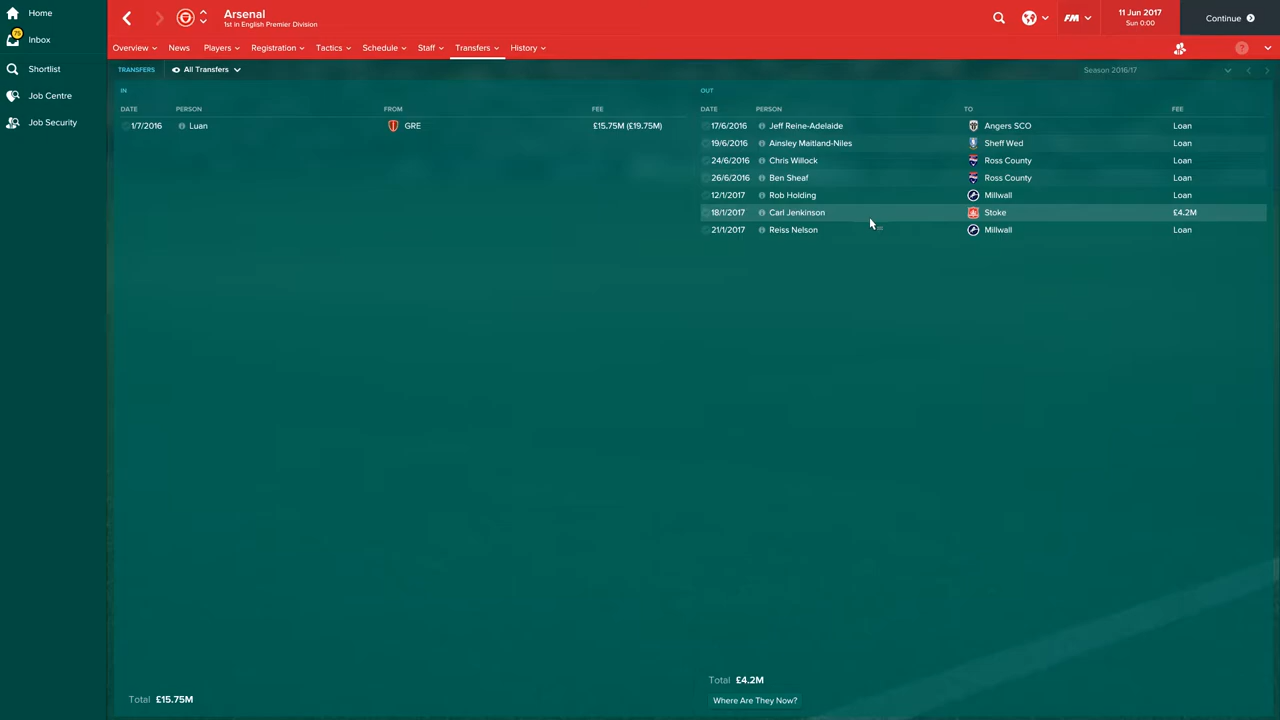 Home
Inbox
75
Shortlist
Job Centre
Job Security
Arsenal
1st in English Premier Division
FM
11 Jun 2017
Sun 0:00
Continue
Overview News Players Registration Tactics Schedule Staff Transfers History
?
TRANSFERS All Transfers
Season 2016/17
IN
DATE PERSON FROM FEE
1/7/2016 Luan GRE £15.75M (£19.75M)
Total £15.75M
OUT
DATE PERSON TO FEE
17/6/2016 Jeff Reine-Adelaide Angers SCO Loan
19/6/2016 Ainsley Maitland-Niles Sheff Wed Loan
24/6/2016 Chris Willock Ross County Loan
26/6/2016 Ben Sheaf Ross County Loan
12/1/2017 Rob Holding Millwall Loan
18/1/2017 Carl Jenkinson Stoke £4.2M
21/1/2017 Reiss Nelson Millwall Loan
Total £4.2M
Where Are They Now?